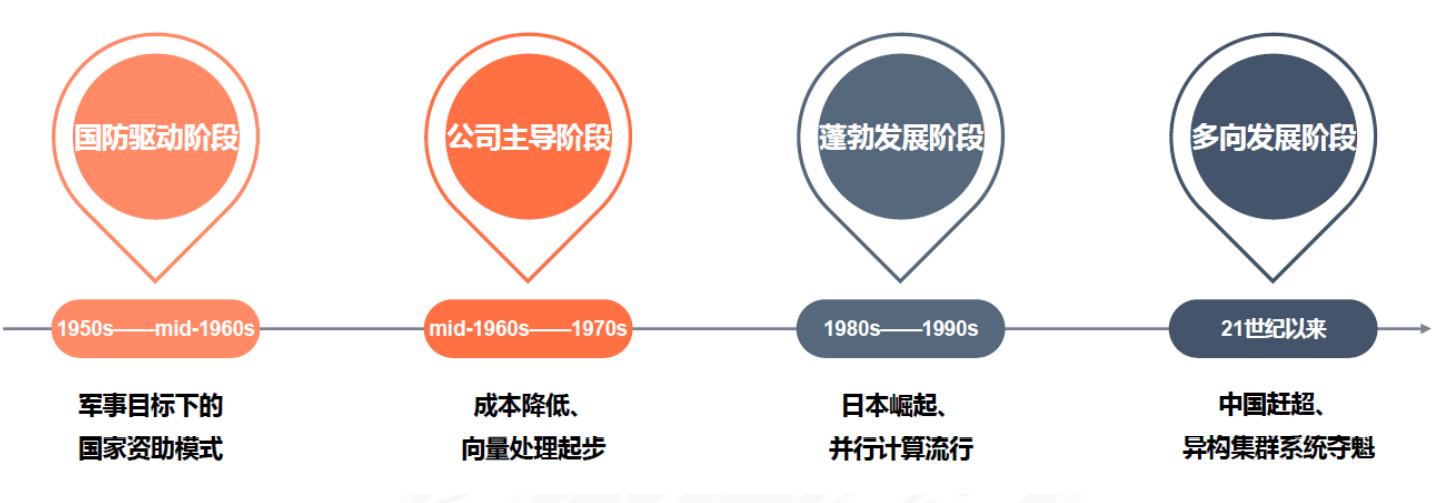 国防驱动阶段
公司主导阶段
蓬勃发展阶段
多向发展阶段
1950s——mid-1960s
mid-1960s——1970s
1980s——1990s
21世纪以来
军事目标下的
国家资助模式
成本降低、
向量处理起步
日本崛起、
并行计算流行
中国赶超、
异构集群系统夺魁